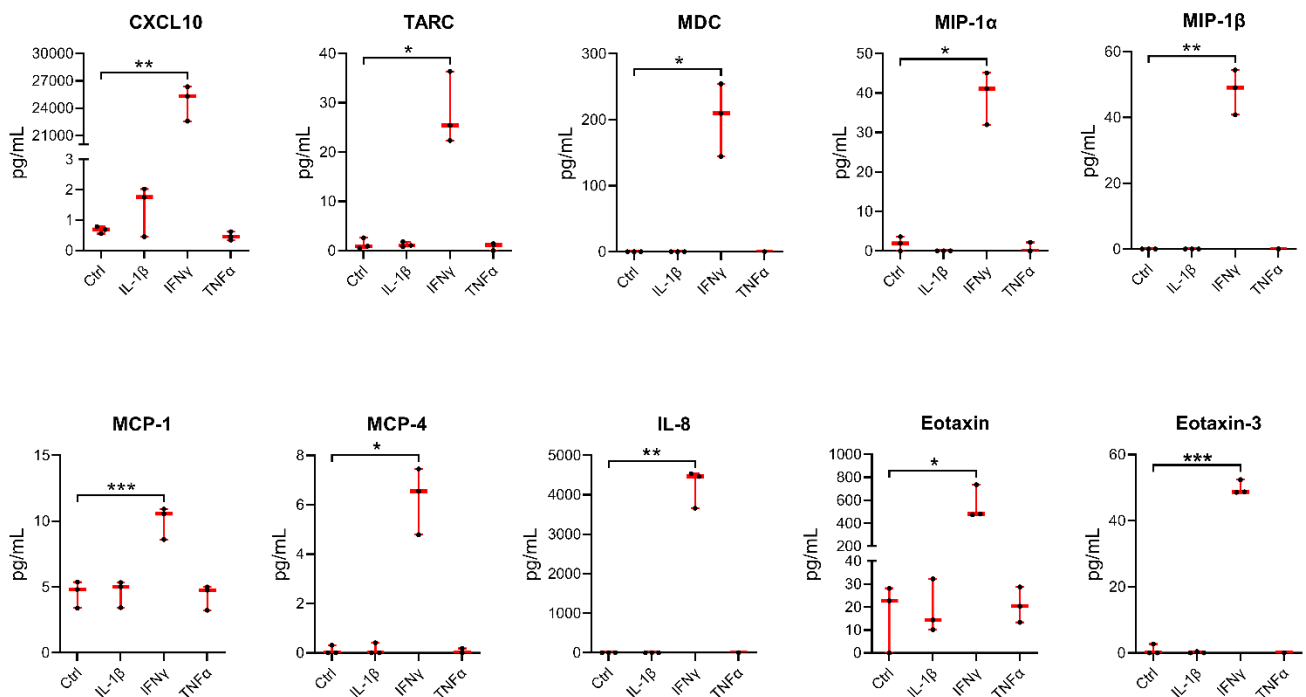 CXCL10 TARC MDC MIP-1α MIP-1β
** * * * **
pg/mL 30000 27000 24000 21000 3 2 1 0
pg/mL 40 30 20 10 0
pg/mL 300 200 100 0
pg/mL 50 40 30 20 10 0
pg/mL 60 40 20 0
Ctrl IL-1β IFNγ TNFα
Ctrl IL-1β IFNγ TNFα
Ctrl IL-1β IFNγ TNFα
Ctrl IL-1β IFNγ TNFα
Ctrl IL-1β IFNγ TNFα
MCP-1 MCP-4 IL-8 Eotaxin Eotaxin-3
*** * ** * ***
pg/mL 15 10 5 0
pg/mL 8 6 4 2 0
pg/mL 5000 4000 3000 2000 1000 0
pg/mL 1000 800 600 400 200 40 30 20 10 0
pg/mL 60 40 20 0
Ctrl IL-1β IFNγ TNFα
Ctrl IL-1β IFNγ TNFα
Ctrl IL-1β IFNγ TNFα
Ctrl IL-1β IFNγ TNFα
Ctrl IL-1β IFNγ TNFα